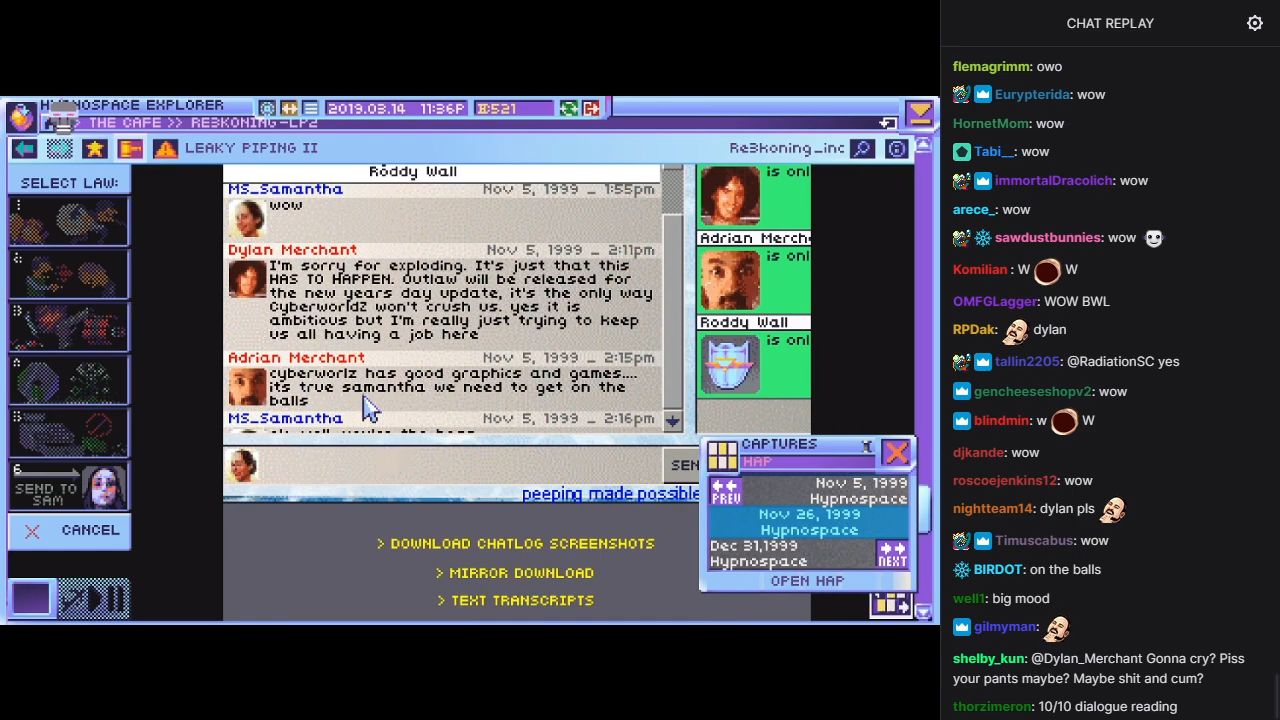 HYPNOSPACE EXPLORER
2019.03.14 11:36P
521
THE CAFE >> RE3KONING-LP2
LEAKY PIPING II
Re3Koning_inc
SELECT LAW:
1
2
3
4
5
6
SEND TO
SAM
CANCEL
Roddy Wall
MS_Samantha Nov 5, 1999 _ 1:55pm
wow
Dylan Merchant Nov 5, 1999 _ 2:11pm
I'm sorry for exploding. It's just that this
HAS TO HAPPEN. Outlaw will be released for
the new years day update, it's the only way
Cyberworldz won't crush us. yes it is
ambitious but I'm really just trying to keep
us all having a job here
Adrian Merchant Nov 5, 1999 _ 2:15pm
cyberworlz has good graphics and games....
it's true samantha we need to get on the
balls
MS_Samantha Nov 5, 1999 _ 2:16pm
SEN
peeping made possible
> DOWNLOAD CHATLOG SCREENSHOTS
> MIRROR DOWNLOAD
> TEXT TRANSCRIPTS
is onl
Adrian Merch
is onl
Roddy Wall
is onl
CAPTURES
HAP
PREV
Nov 5, 1999
Hypnospace
Nov 26, 1999
Hypnospace
Dec 31,1999
Hypnospace
NEXT
OPEN HAP
CHAT REPLAY
flemagrimm: owo
Eurypterida: wow
HornetMom: wow
Tabi__: wow
immortalDracolich: wow
arece_: wow
sawdustbunnies: wow
Komilian: W W
OMFGLagger: WOW BWL
RPDak: dylan
tallin2205: @RadiationSC yes
gencheeseshopv2: wow
blindmin: w W
djkande: wow
roscoejenkins12: wow
nightteam14: dylan pls
Timuscabus: wow
BIRDOT: on the balls
well1: big mood
gilmyman:
shelby_kun: @Dylan_Merchant Gonna cry? Piss
your pants maybe? Maybe shit and cum?
thorzimeron: 10/10 dialogue reading